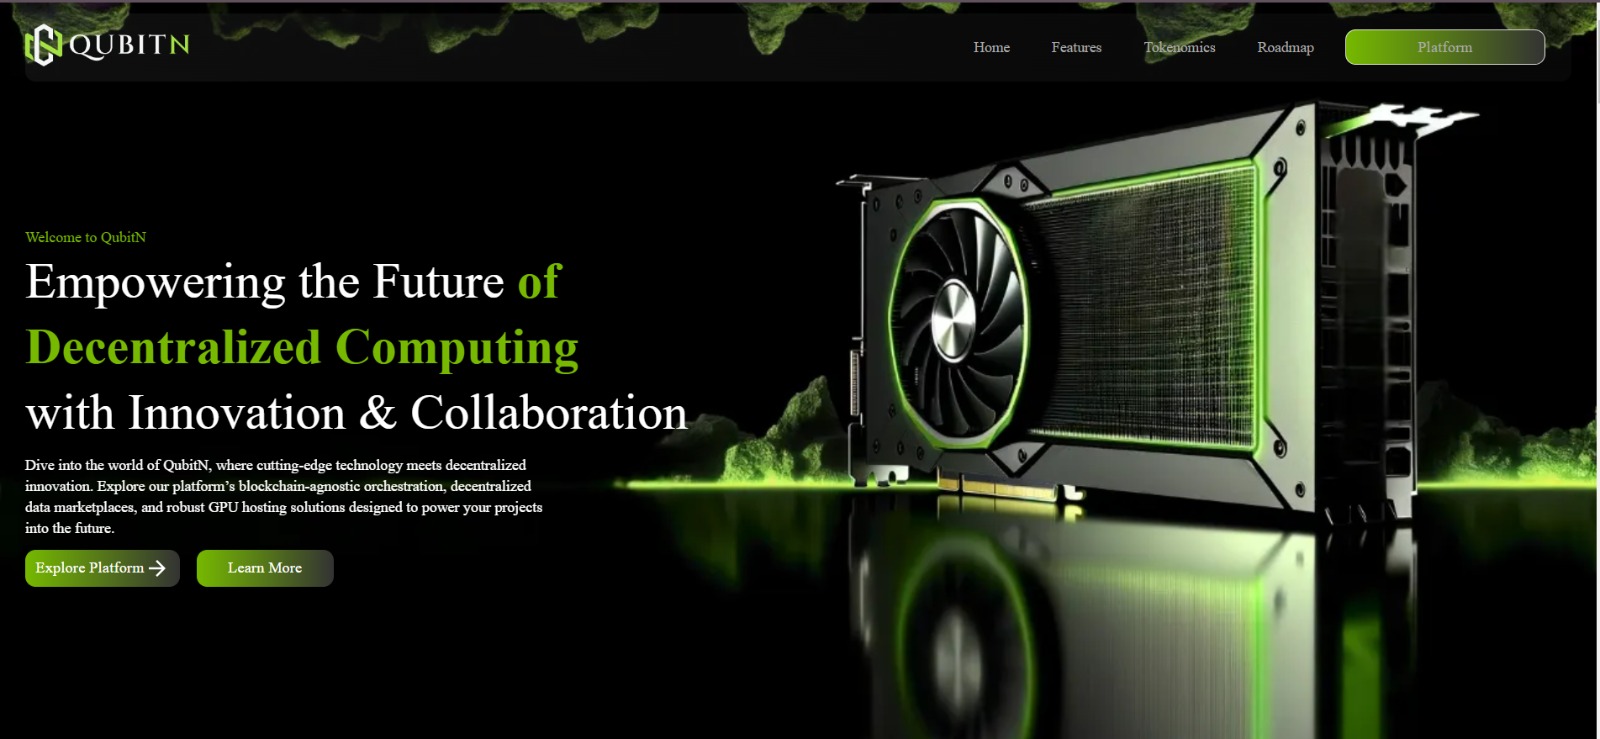 QUBITN
Home
Features
Tokenomics
Roadmap
Platform
Welcome to QubitN
Empowering the Future of
Decentralized Computing
with Innovation & Collaboration
Dive into the world of QubitN, where cutting-edge technology meets decentralized
innovation. Explore our platform’s blockchain-agnostic orchestration, decentralized
data marketplaces, and robust GPU hosting solutions designed to power your projects
into the future.
Explore Platform
Learn More